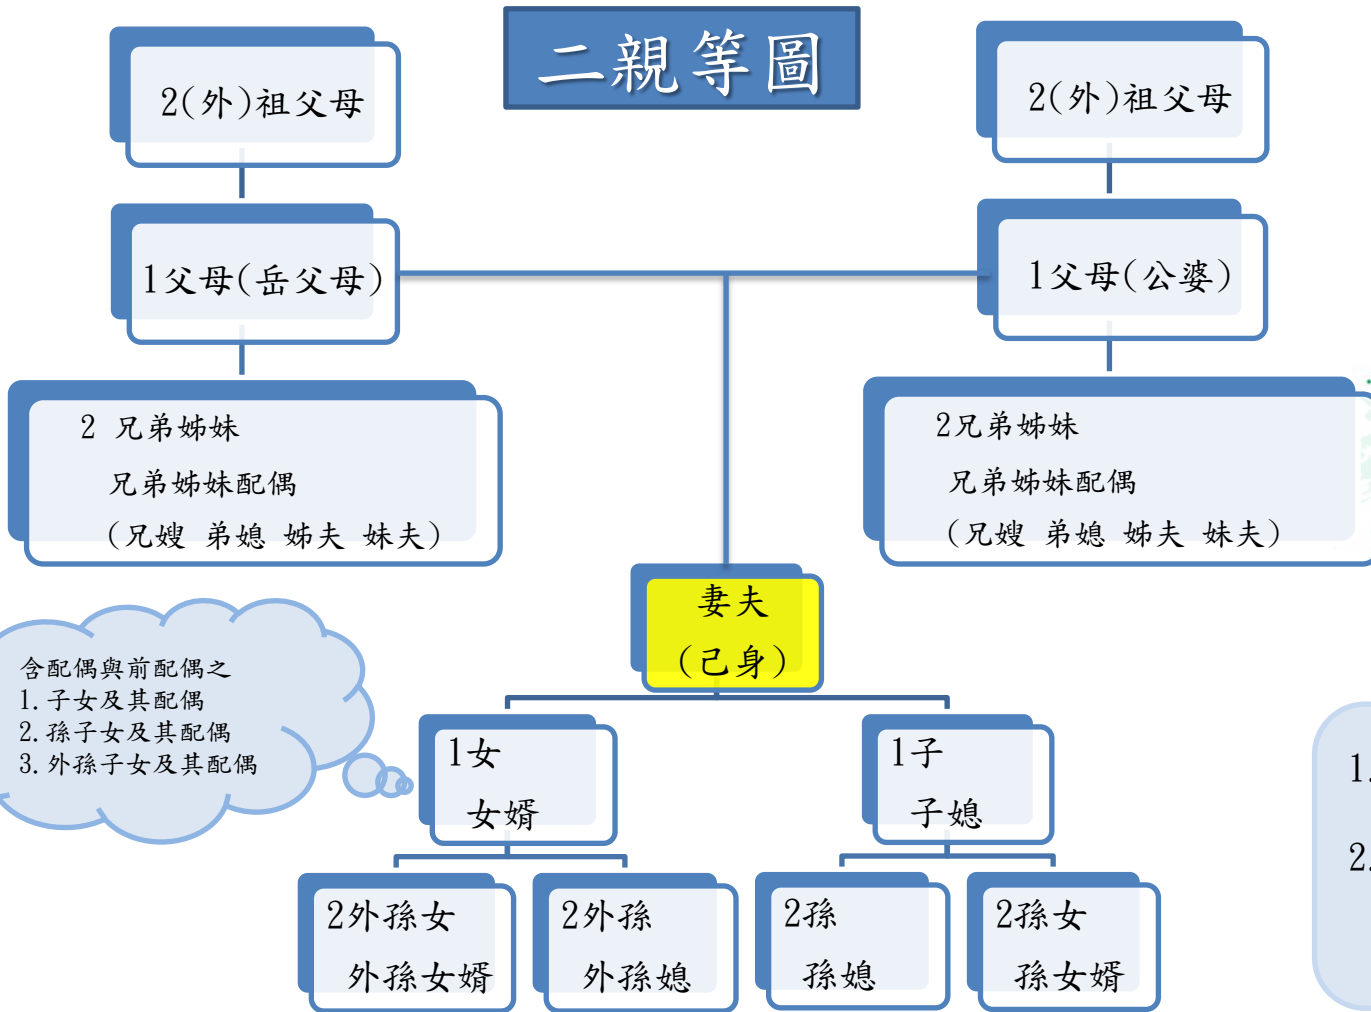 二親等圖
2(外)祖父母
2(外)祖父母
1父母(岳父母)
1父母(公婆)
2 兄弟姊妹
兄弟姊妹配偶
(兄嫂 弟媳 姊夫 妹夫)
2兄弟姊妹
兄弟姊妹配偶
(兄嫂 弟媳 姊夫 妹夫)
妻夫
(己身)
含配偶與前配偶之
1.子女及其配偶
2.孫子女及其配偶
3.外孫子女及其配偶
1女
女婿
1子
子媳
1.
2.
2外孫女
外孫女婿
2外孫
外孫媳
2孫
孫媳
2孫女
孫女婿